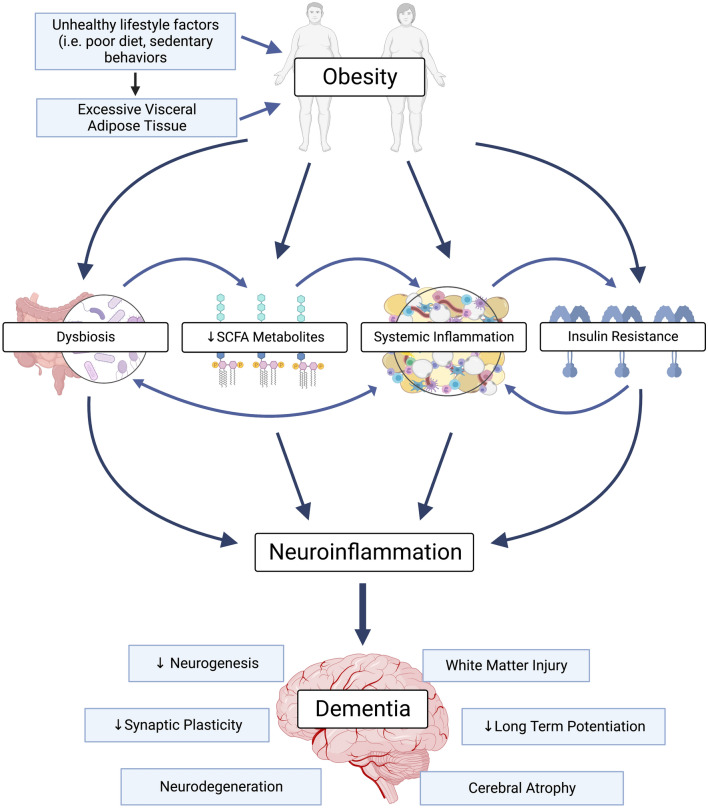 Unhealthy lifestyle factors
(i.e. poor diet, sedentary
behaviors
Excessive Visceral
Adipose Tissue
Obesity
Dysbiosis
↓SCFA Metabolites
Systemic Inflammation
Insulin Resistance
Neuroinflammation
↓ Neurogenesis
White Matter Injury
Dementia
↓Synaptic Plasticity
↓Long Term Potentiation
Neurodegeneration
Cerebral Atrophy